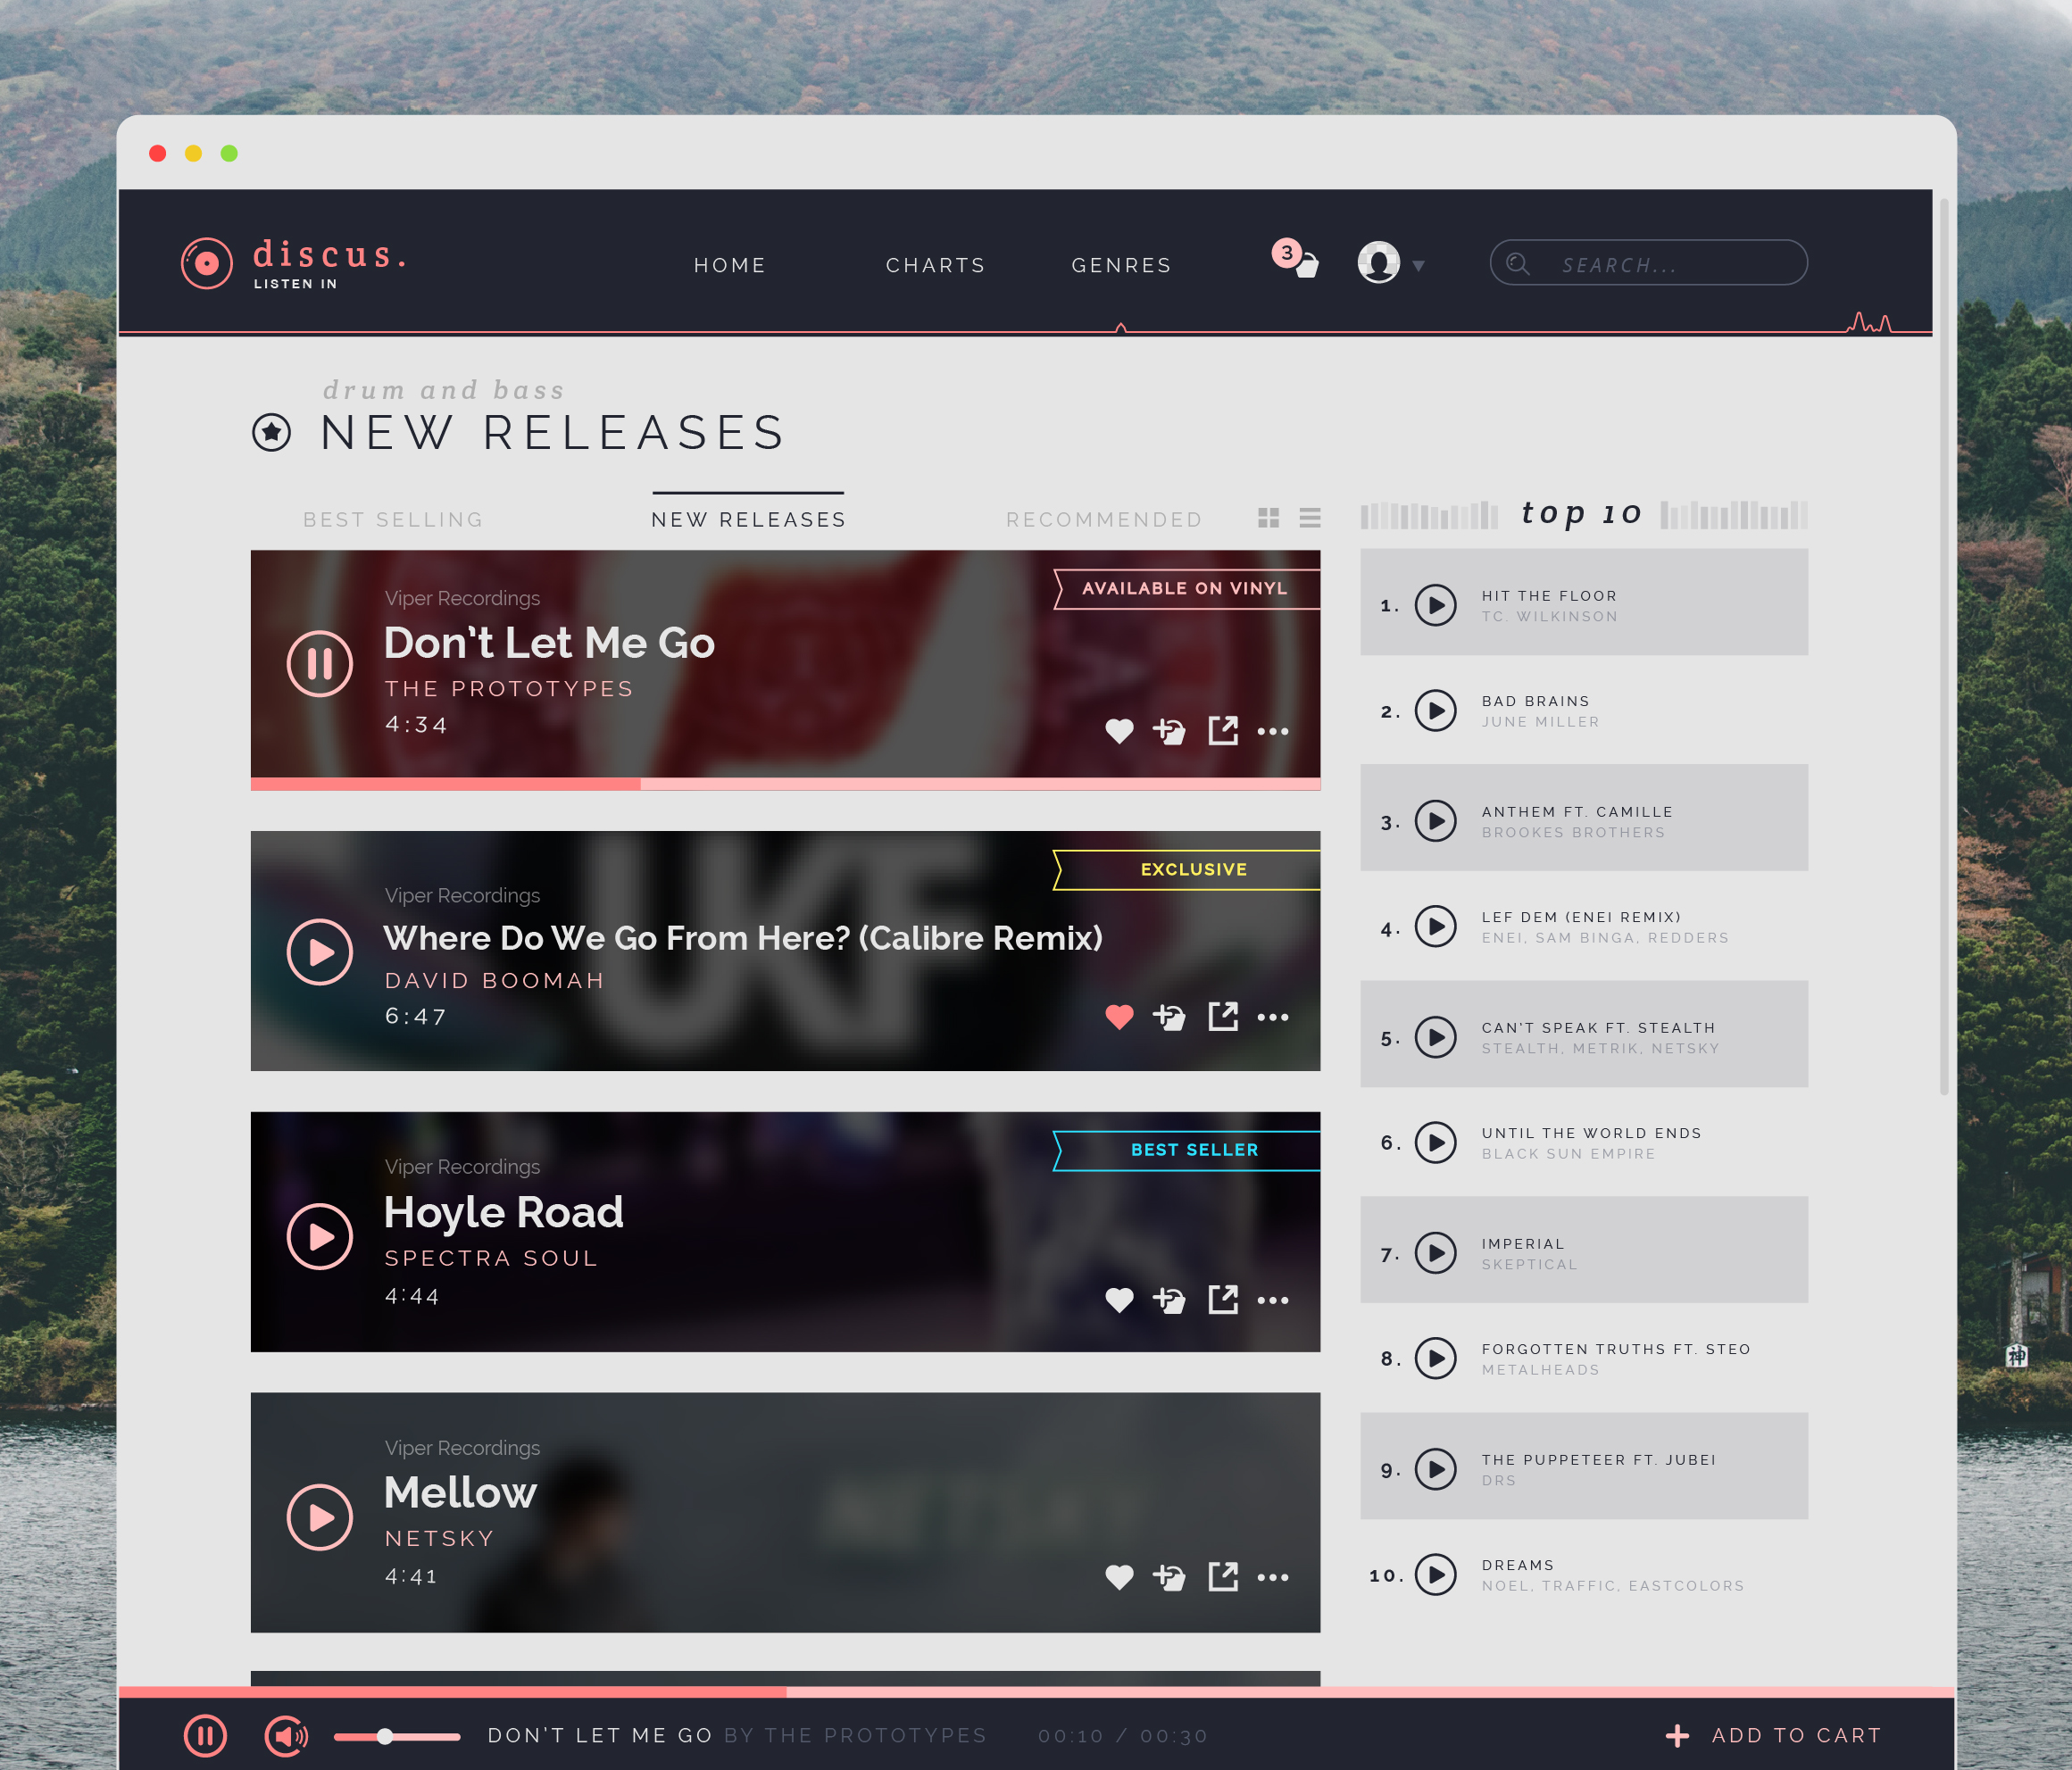 discus.
LISTEN IN
HOME
CHARTS
GENRES
3
SEARCH...
drum and bass
NEW RELEASES
BEST SELLING
NEW RELEASES
RECOMMENDED
AVAILABLE ON VINYL
Viper Recordings
Don't Let Me Go
THE PROTOTYPES
4:34
EXCLUSIVE
UKF
Viper Recordings
Where Do We Go From Here? (Calibre Remix)
DAVID BOOMAH
6:47
BEST SELLER
Viper Recordings
Hoyle Road
SPECTRA SOUL
4:44
Viper Recordings
Mellow
NETSKY
4:41
NETSKY
top 10
1. HIT THE FLOOR
TC. WILKINSON
2. BAD BRAINS
JUNE MILLER
3. ANTHEM FT. CAMILLE
BROOKES BROTHERS
4. LEF DEM (ENEI REMIX)
ENEI, SAM BINGA, REDDERS
5. CAN'T SPEAK FT. STEALTH
STEALTH, METRIK, NETSKY
6. UNTIL THE WORLD ENDS
BLACK SUN EMPIRE
7. IMPERIAL
SKEPTICAL
8. FORGOTTEN TRUTHS FT. STEO
METALHEADS
9. THE PUPPETEER FT. JUBEI
DRS
10. DREAMS
NOEL, TRAFFIC, EASTCOLORS
神
DON'T LET ME GO BY THE PROTOTYPES
00:10 / 00:30
ADD TO CART